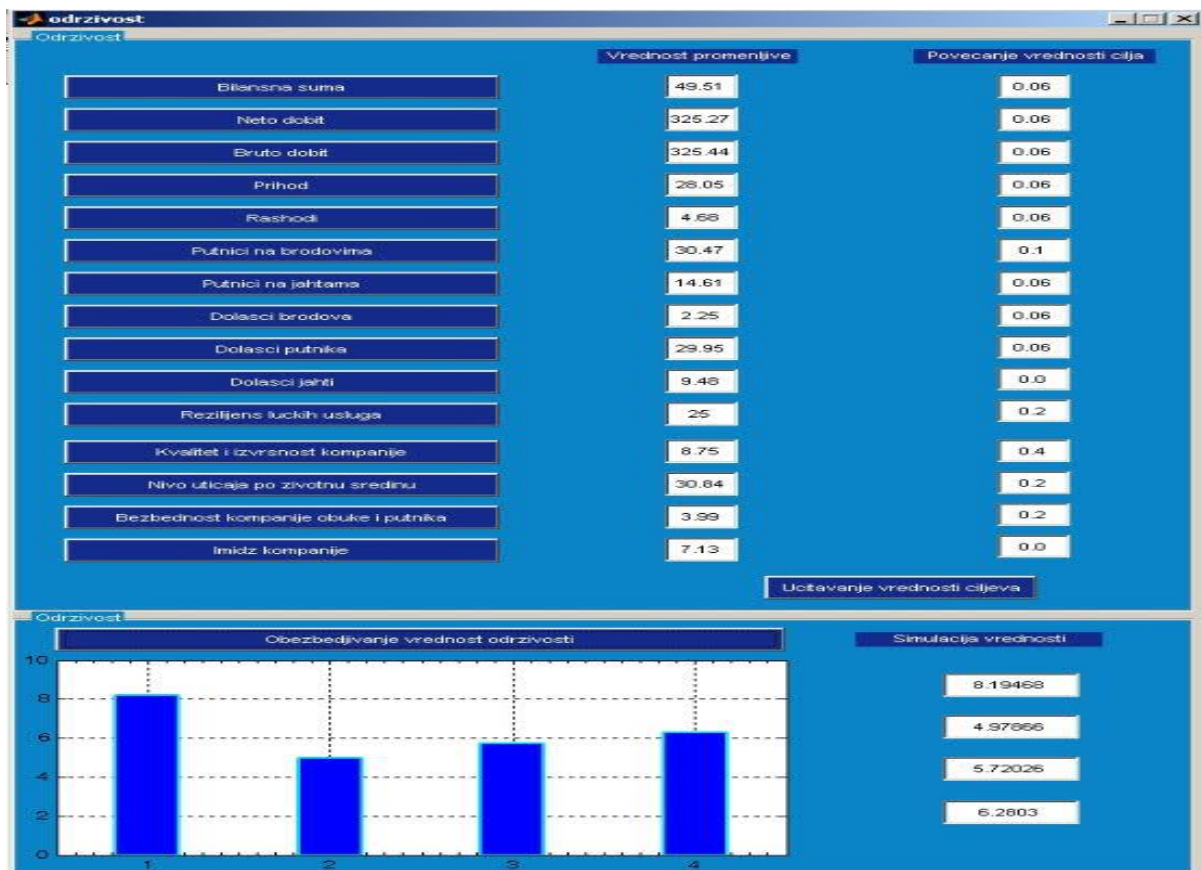 odrzivost
Odrzivost
Vrednost promenljive Povecanje vrednosti cilja
Bilansna suma 49.51 0.06
Neto dobit 325.27 0.06
Bruto dobit 325.44 0.06
Prihod 28.05 0.06
Rashodi 4.68 0.06
Putnici na brodovima 30.47 0.1
Putnici na jahtama 14.61 0.06
Dolasci brodova 2.25 0.06
Dolasci putnika 29.95 0.06
Dolasci jahti 9.48 0.0
Rezilijens luckih usluga 25 0.2
Kvalitet i izvrsnost kompanije 8.75 0.4
Nivo uticaja po zivotnu sredinu 30.84 0.2
Bezbednost kompanije obuke i putnika 3.99 0.2
Imidz kompanije 7.13 0.0
Ucitavanje vrednosti ciljeva
Odrzivost
Obezbedjivanje vrednost odrzivosti Simulacija vrednosti
10
8
6
4
2
0
1 2 3 4
8.19468
4.97866
5.72026
6.2803